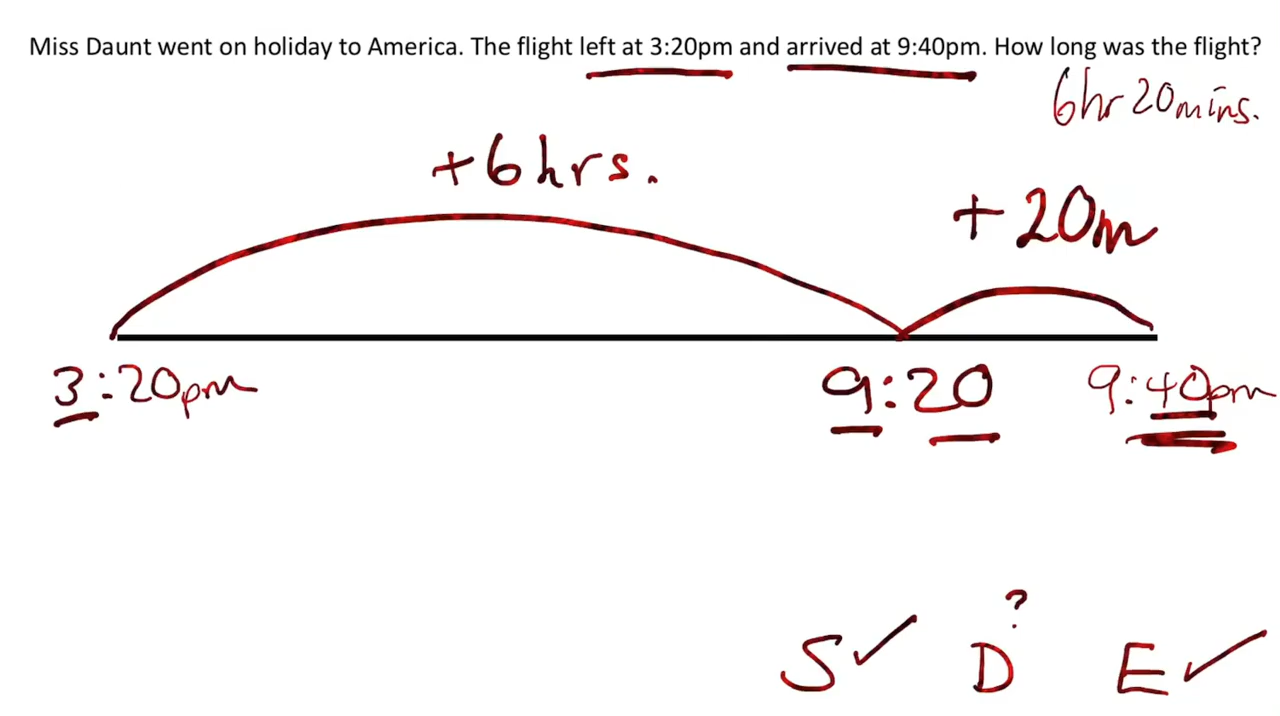 Miss Daunt went on holiday to America. The flight left at 3:20pm and arrived at 9:40pm. How long was the flight?
6hr 20mins.
+6hrs.
+20m
3:20pm 9:20 9:40pm
?
S✓ D E✓